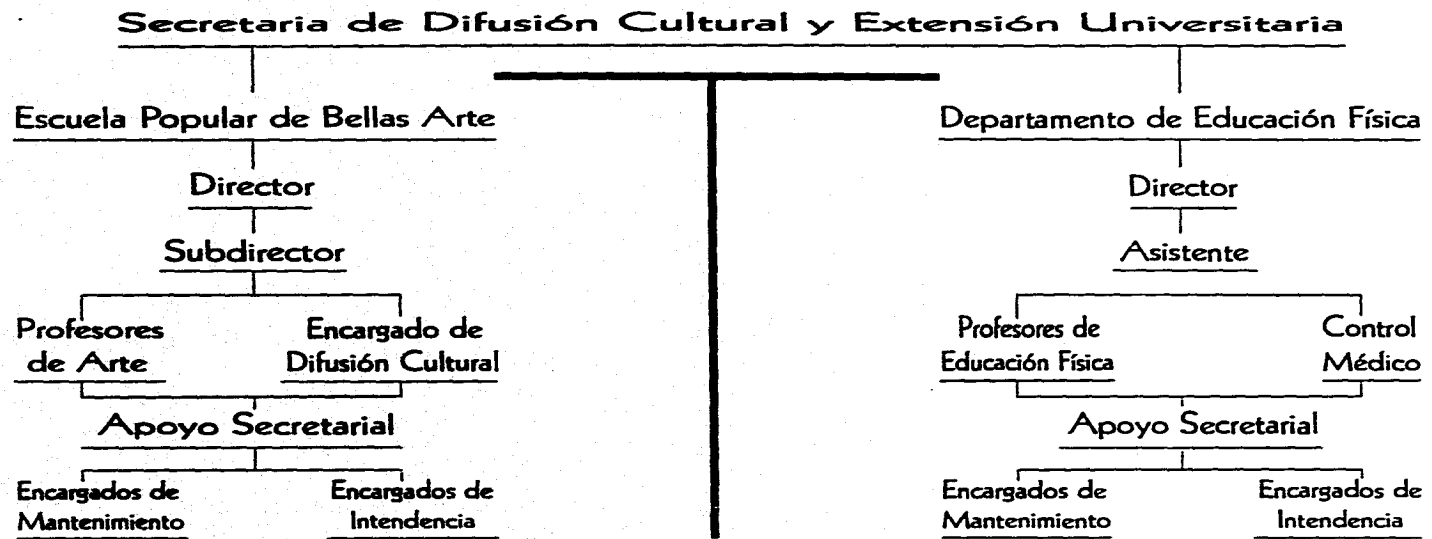 Secretaria de Difusión Cultural y Extensión Universitaria
Escuela Popular de Bellas Arte
Director
Subdirector
Profesores
de Arte
Encargado de
Difusión Cultural
Apoyo Secretarial
Encargados de
Mantenimiento
Encargados de
Intendencia
Departamento de Educación Física
Director
Asistente
Profesores de
Educación Física
Control
Médico
Apoyo Secretarial
Encargados de
Mantenimiento
Encargados de
Intendencia